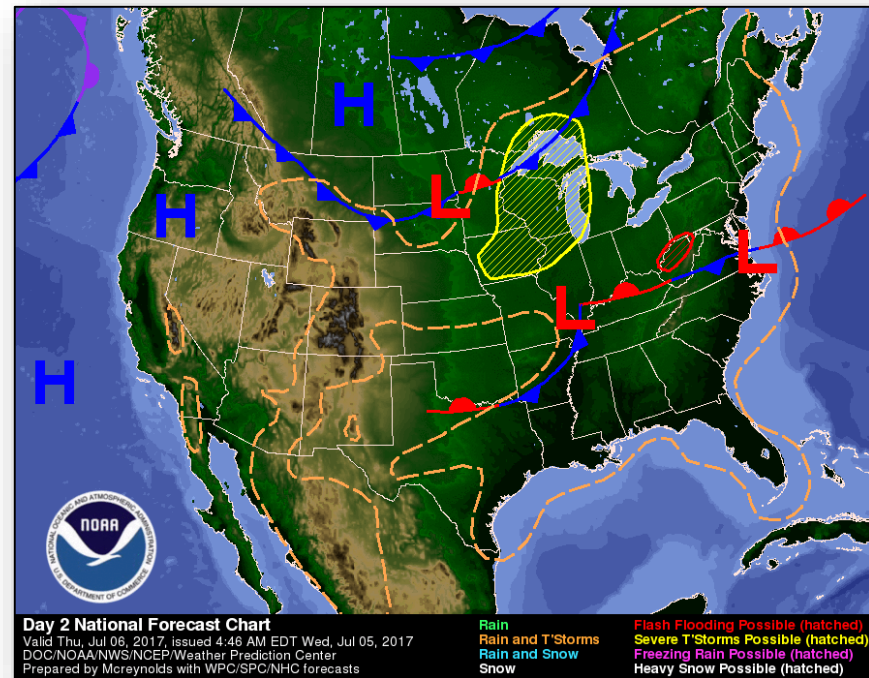 H
H
H
L
L
L
NATIONAL OCEANIC AND ATMOSPHERIC ADMINISTRATION
NOAA
U.S. DEPARTMENT OF COMMERCE
Day 2 National Forecast Chart
Valid Thu, Jul 06, 2017, issued 4:46 AM EDT Wed, Jul 05, 2017
DOC/NOAA/NWS/NCEP/Weather Prediction Center
Prepared by Mcreynolds with WPC/SPC/NHC forecasts
Rain
Rain and T'Storms
Rain and Snow
Snow
Flash Flooding Possible (hatched)
Severe T'Storms Possible (hatched)
Freezing Rain Possible (hatched)
Heavy Snow Possible (hatched)